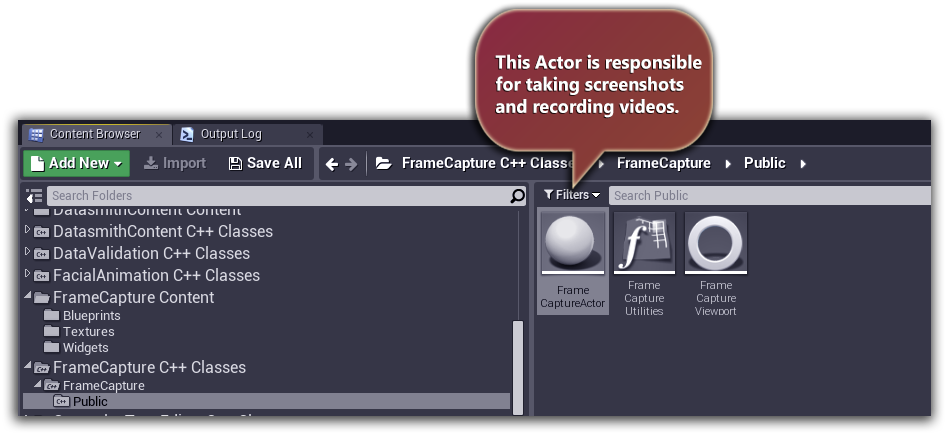 This Actor is responsible
for taking screenshots
and recording videos.
Content Browser
Output Log
Add New
Import
Save All
FrameCapture C++ Classe
FrameCapture
Public
Search Folders
Filters
Search Public
DatasmithContent Content
DatasmithContent C++ Classes
DataValidation C++ Classes
FacialAnimation C++ Classes
FrameCapture Content
Blueprints
Textures
Widgets
FrameCapture C++ Classes
FrameCapture
Public
Frame
CaptureActor
Frame
Capture
Utilities
Frame
Capture
Viewport